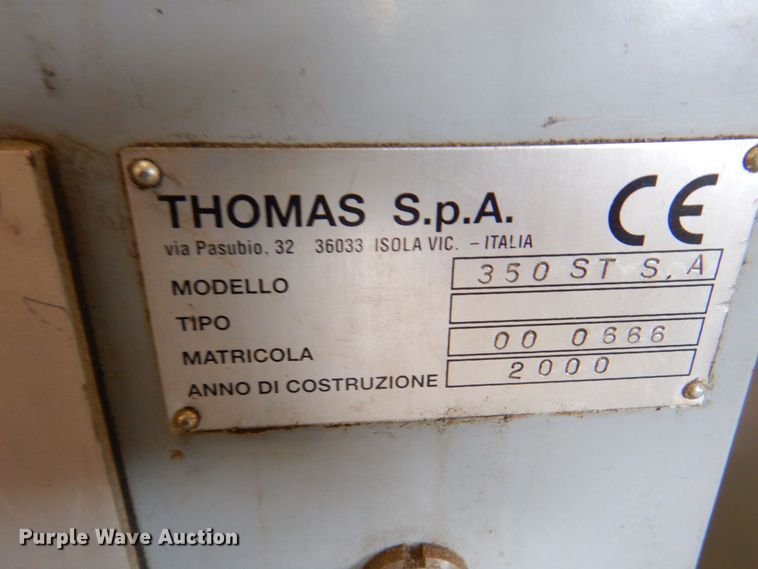 THOMAS S.p.A. CE
via Pasubio, 32 36033 ISOLA VIC. - ITALIA
MODELLO 350 ST S.A
TIPO
MATRICOLA 00 0666
ANNO DI COSTRUZIONE 2000
Purple Wave Auction